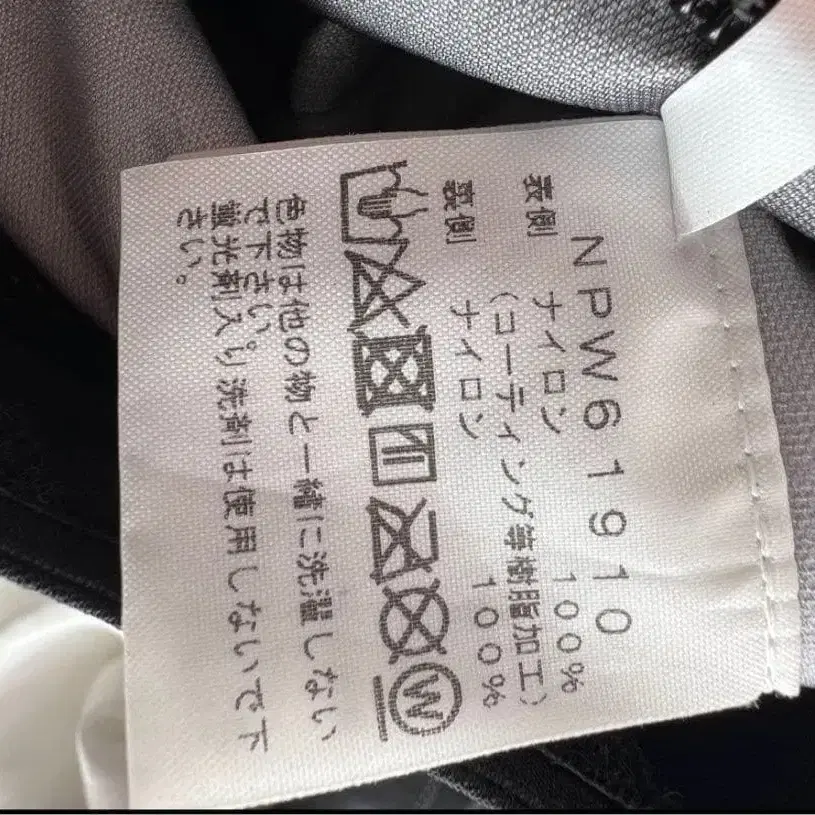 NPW61910
表側 ナイロン 100%
(コーティング等樹脂加工)
裏側 ナイロン 100%
W
色物は他の物と一緒に洗濯しない
で下さい。
蛍光剤入り洗剤は使用しないで下
さい。